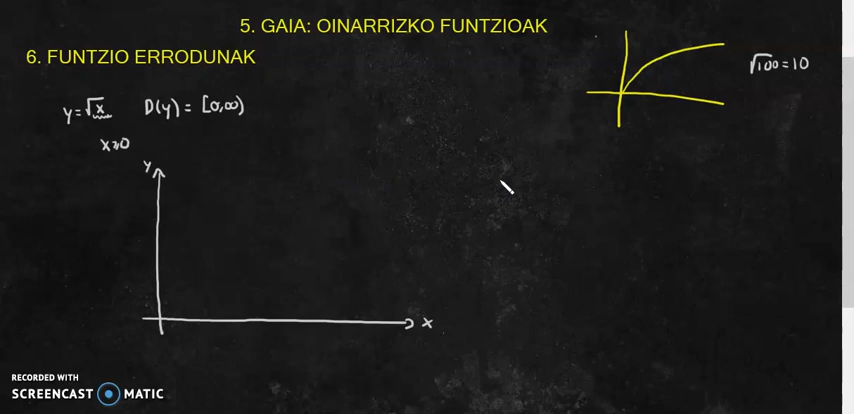 5. GAIA: OINARRIZKO FUNTZIOAK
6. FUNTZIO ERRODUNAK
√100 = 10
y = √x D(y) = [0,∞)
x≥0
y
x
RECORDED WITH
SCREENCAST MATIC